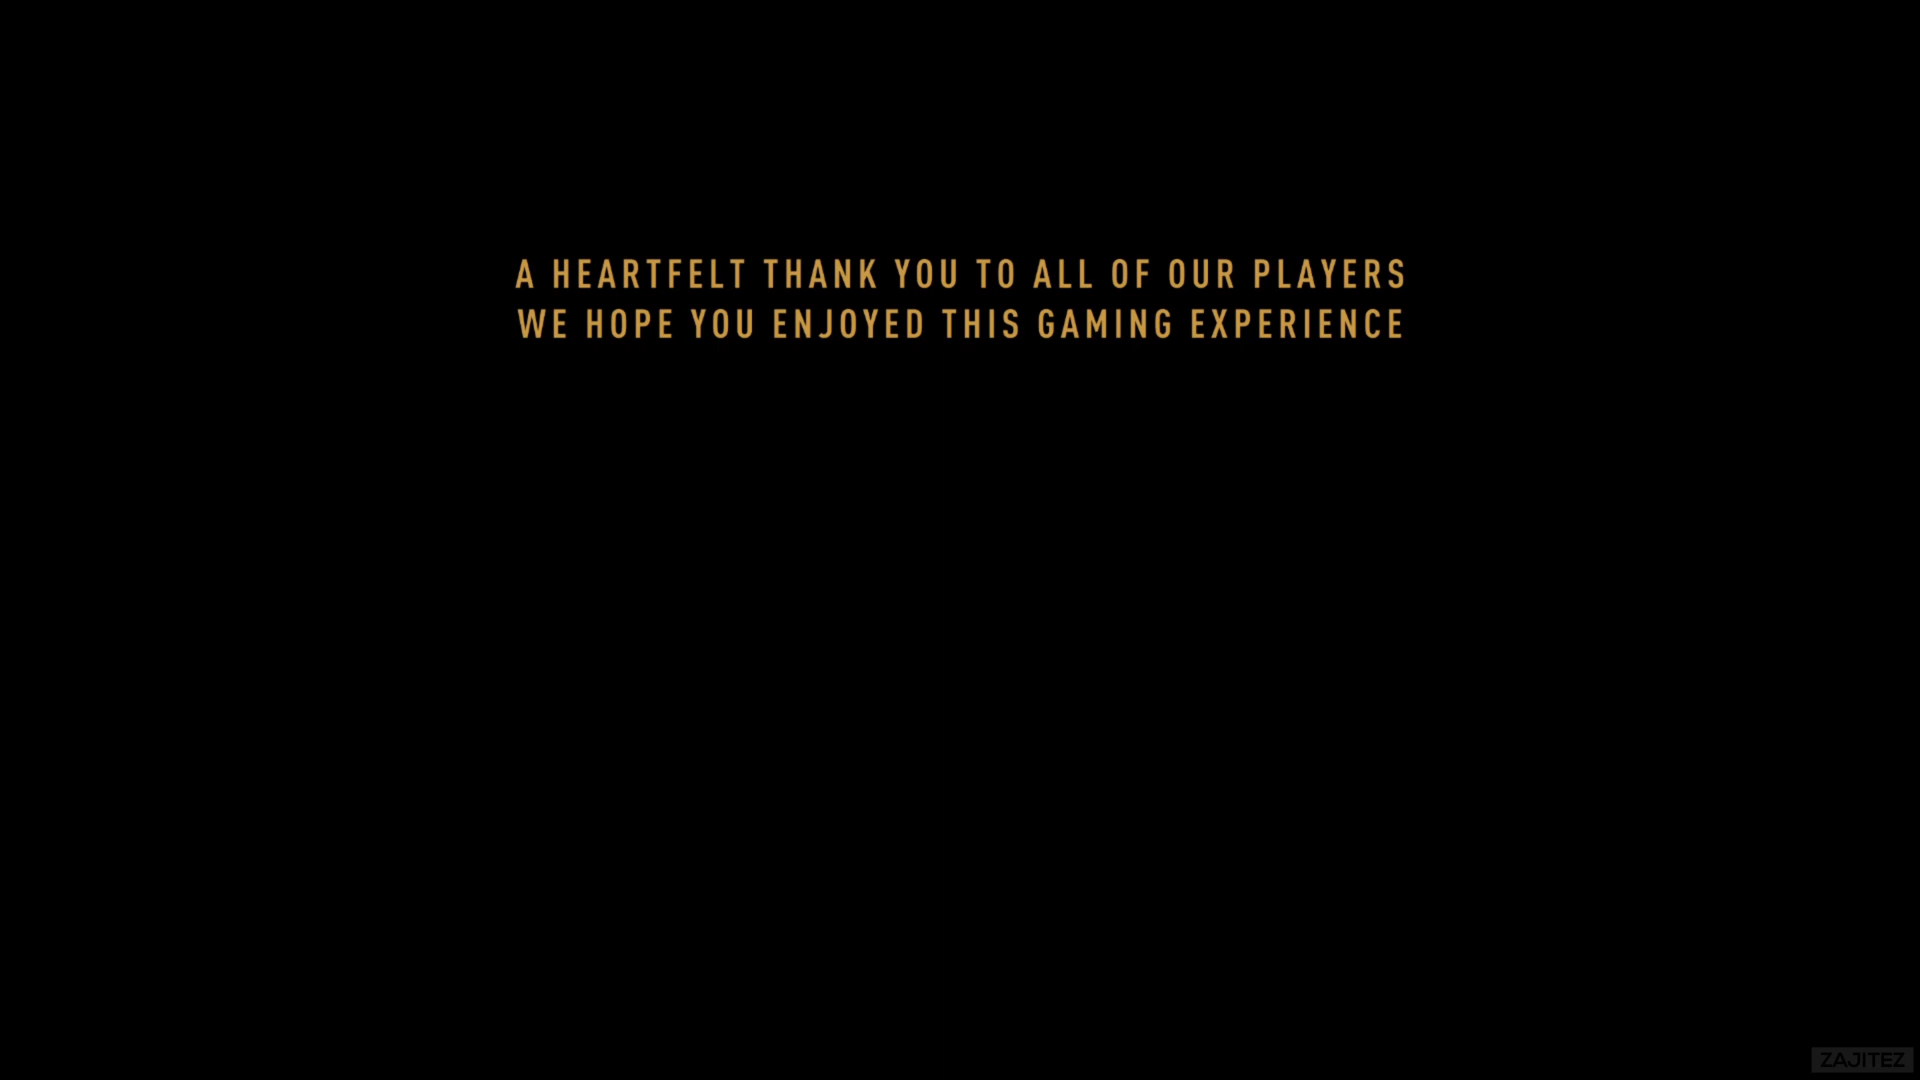 A HEARTFELT THANK YOU TO ALL OF OUR PLAYERS
WE HOPE YOU ENJOYED THIS GAMING EXPERIENCE
ZAJITEZ